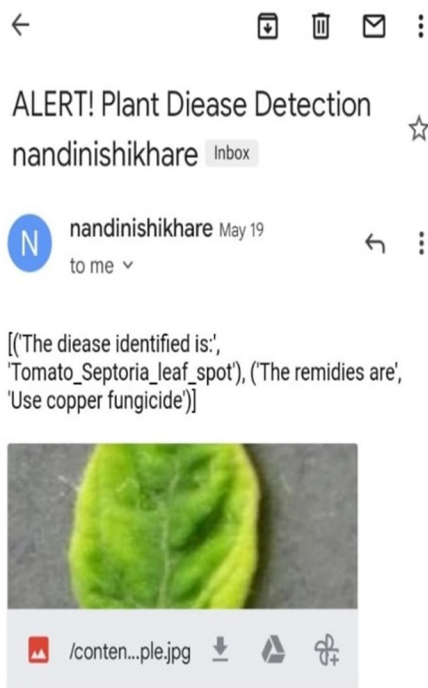 ALERT! Plant Diease Detection
nandinishikhare Inbox
N
nandinishikhare May 19
to me
[('The diease identified is:',
'Tomato_Septoria_leaf_spot'), ('The remidies are',
'Use copper fungicide')]
/conten...ple.jpg